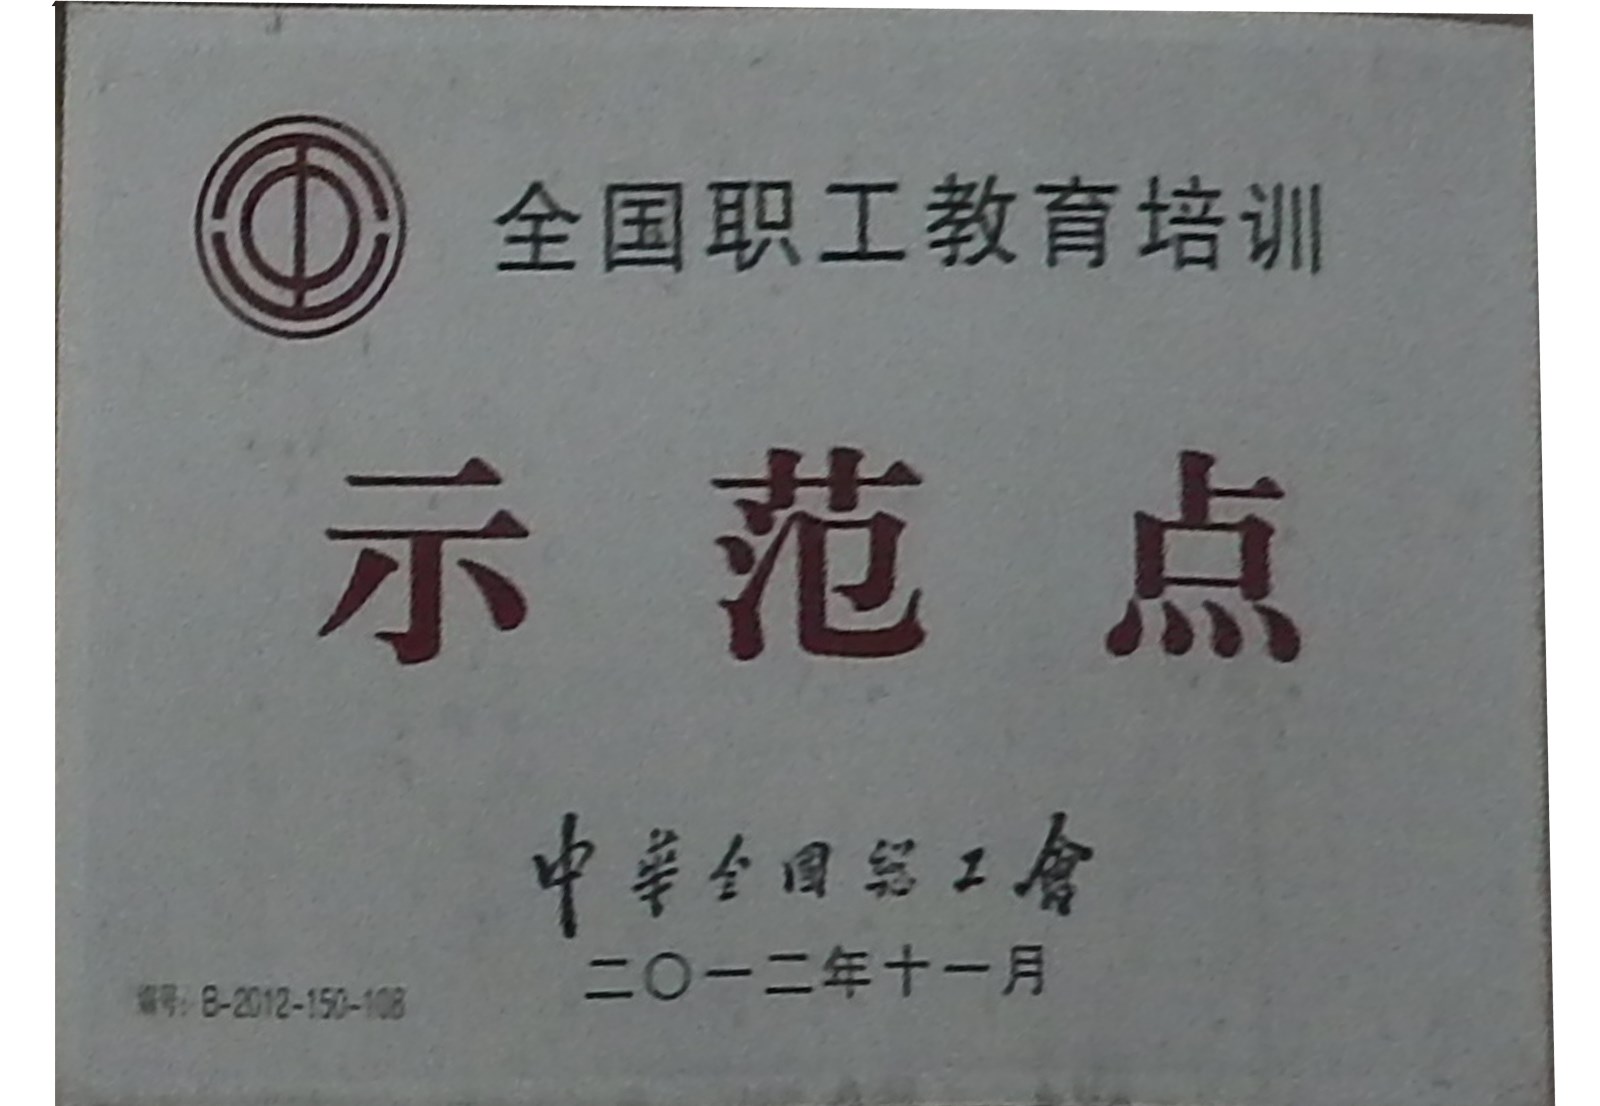 全国职工教育培训
示范点
中華全国総工會
二〇一二年十一月
编号：B-2012-150-108